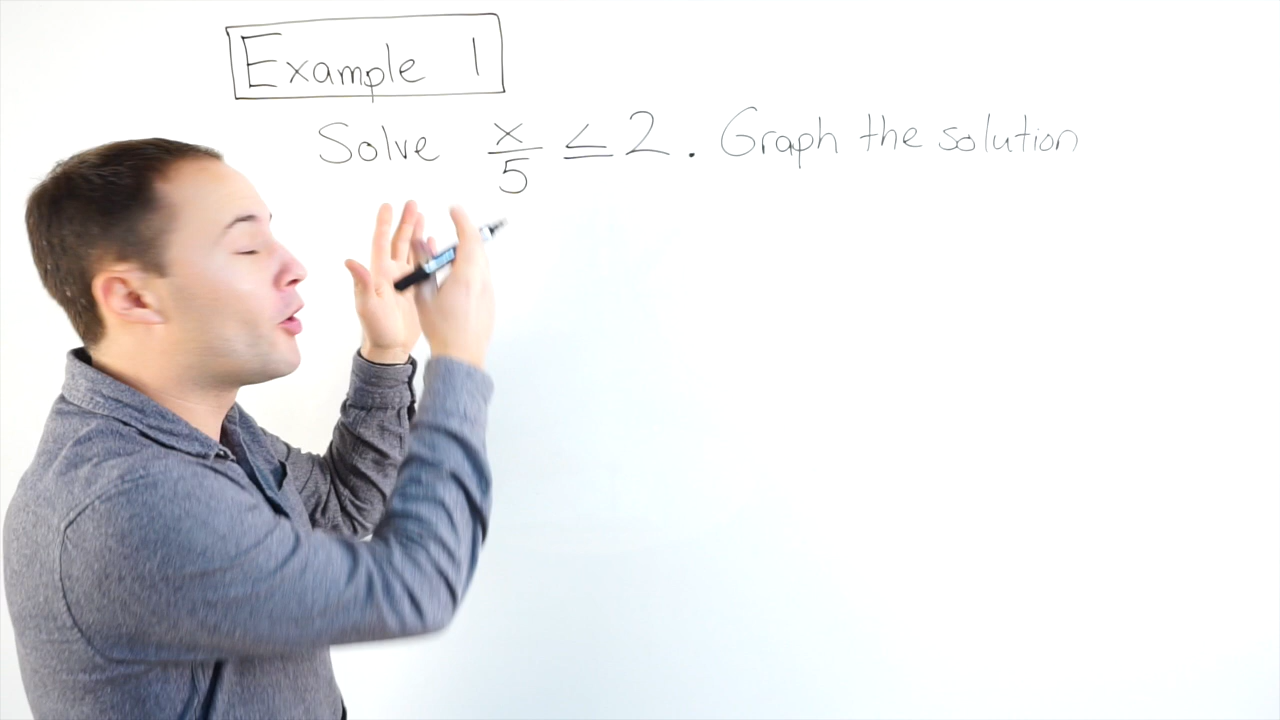 Example 1
Solve x/5 ≤ 2. Graph the solution